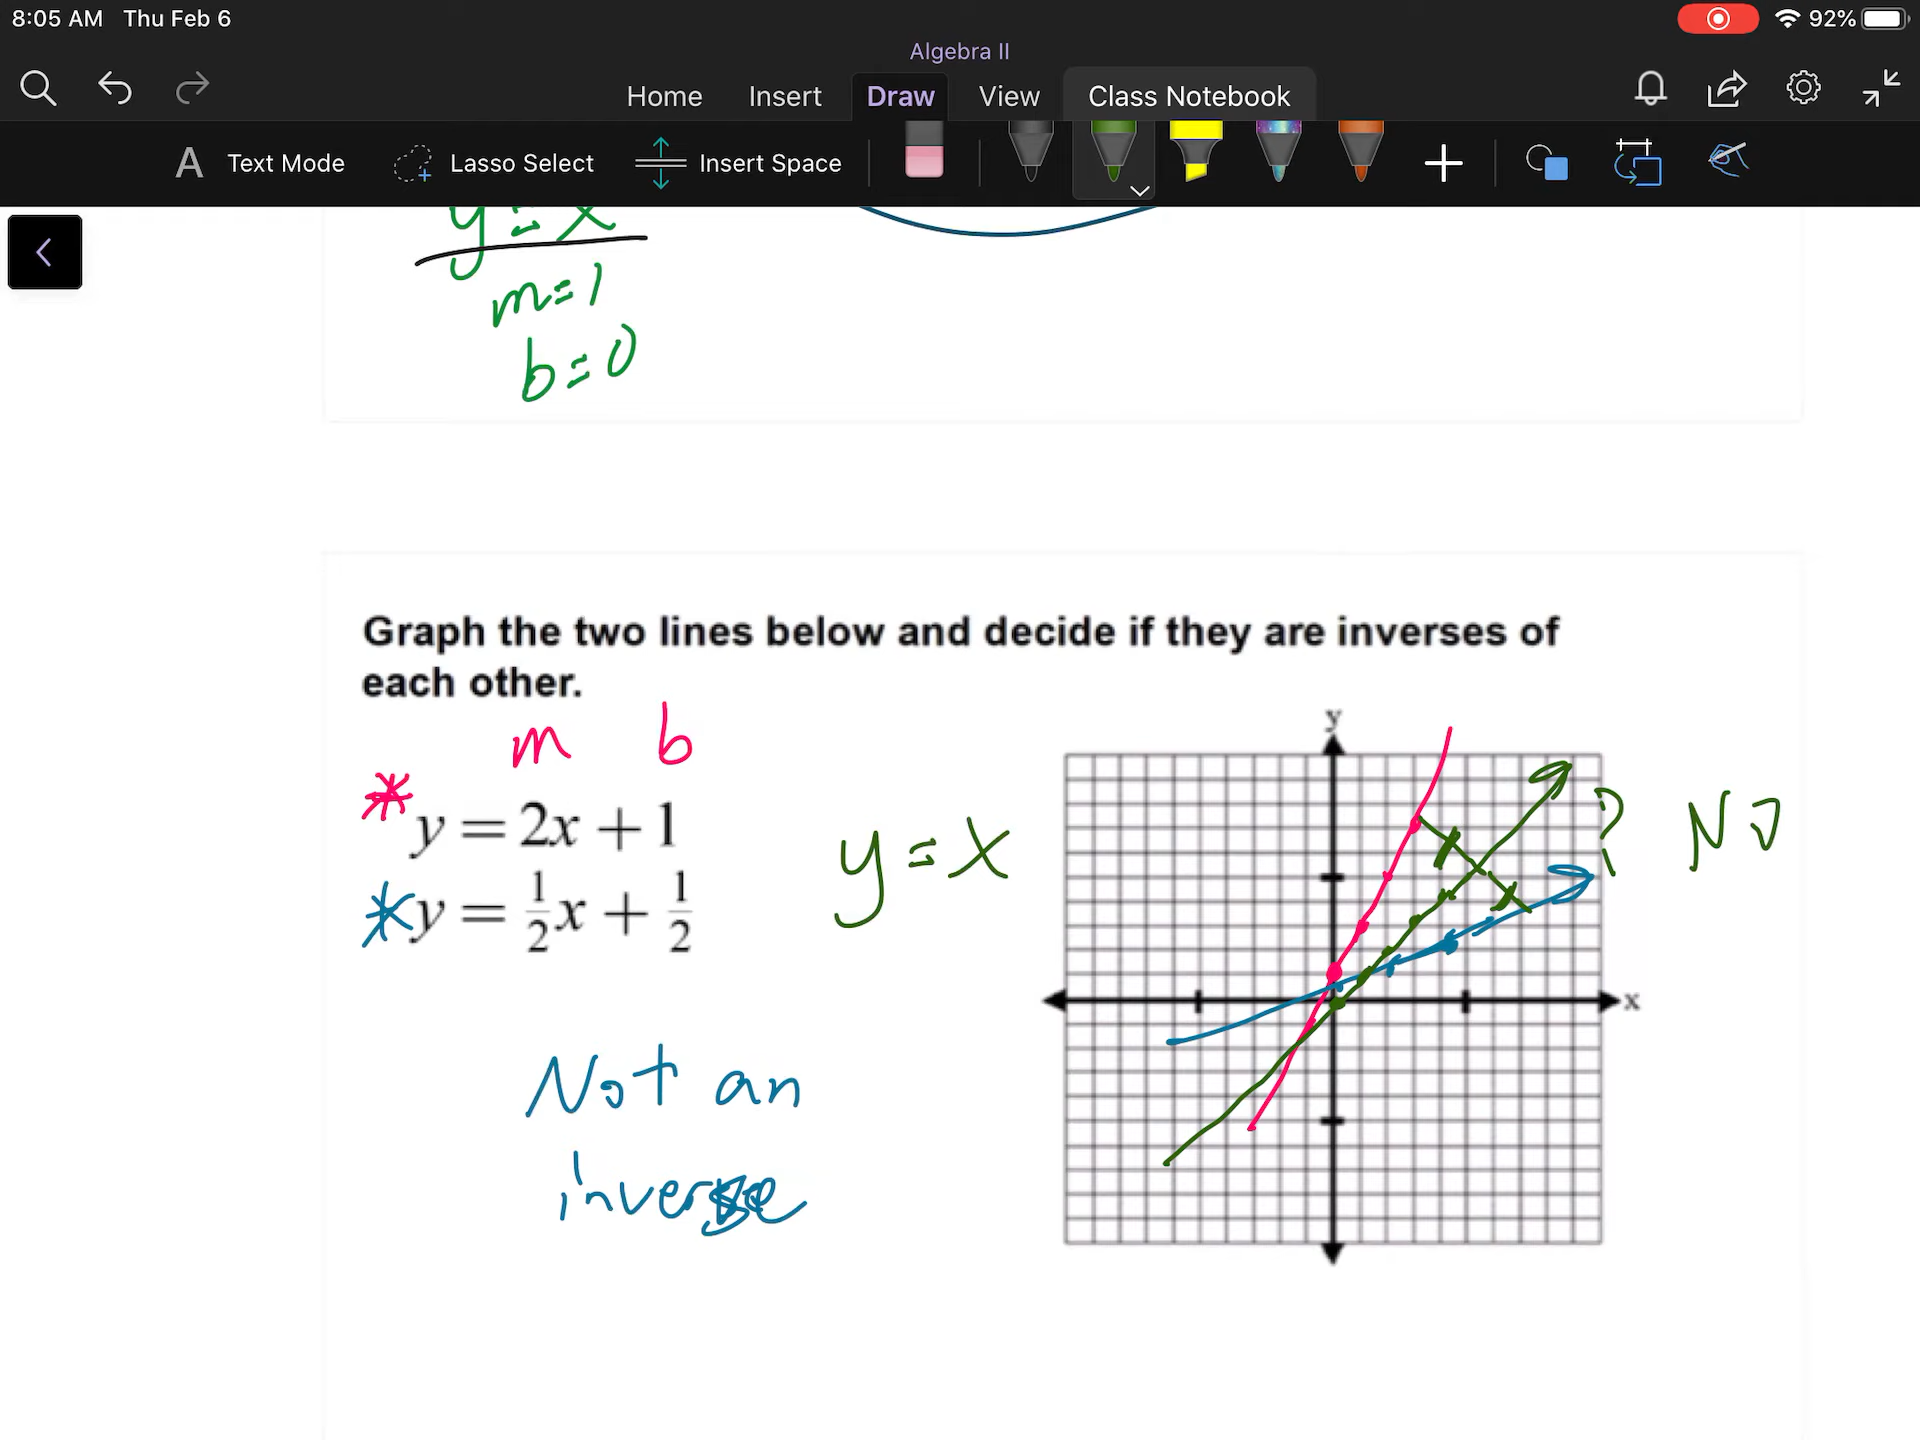 8:05 AM Thu Feb 6
92%
Algebra II
Home Insert Draw View Class Notebook
A Text Mode Lasso Select Insert Space
y = x
m = 1
b = 0
Graph the two lines below and decide if they are inverses of
each other.
m b
* y = 2x + 1
* y = 1/2 x + 1/2
y = x
y
x
? No
Not an
inverse